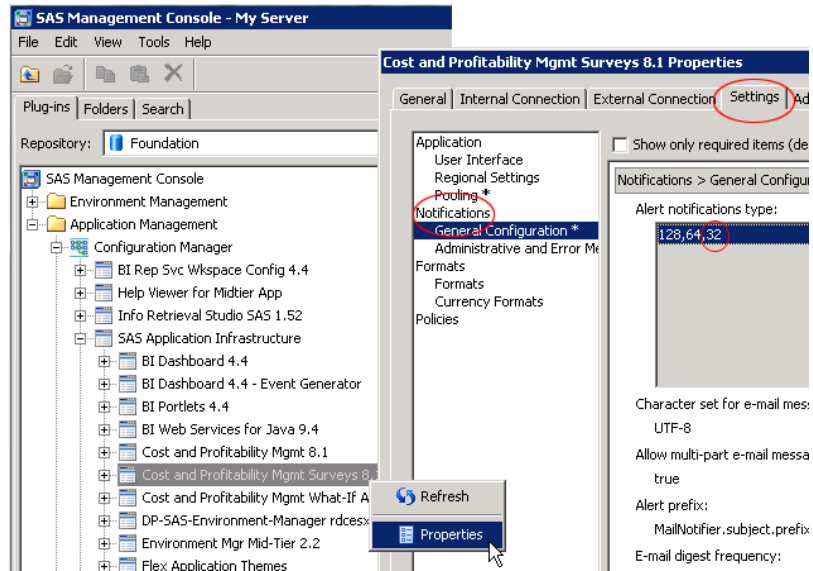 SAS Management Console - My Server
File Edit View Tools Help
Plug-ins Folders Search
Repository: Foundation
SAS Management Console
Environment Management
Application Management
Configuration Manager
BI Rep Svc Wkspace Config 4.4
Help Viewer for Midtier App
Info Retrieval Studio SAS 1.52
SAS Application Infrastructure
BI Dashboard 4.4
BI Dashboard 4.4 - Event Generator
BI Portlets 4.4
BI Web Services for Java 9.4
Cost and Profitability Mgmt 8.1
Cost and Profitability Mgmt Surveys 8.
Cost and Profitability Mgmt What-If A
DP-SAS-Environment-Manager rdcesx
Environment Mgr Mid-Tier 2.2
Flex Application Themes
Refresh
Properties
Cost and Profitability Mgmt Surveys 8.1 Properties
General Internal Connection External Connection Settings Ad
Application
User Interface
Regional Settings
Pooling *
Notifications
General Configuration *
Administrative and Error Me
Formats
Formats
Currency Formats
Policies
Show only required items (de
Notifications > General Configur
Alert notifications type:
128,64,32
Character set for e-mail mess
UTF-8
Allow multi-part e-mail messa
true
Alert prefix:
MailNotifier.subject.prefix
E-mail digest frequency: